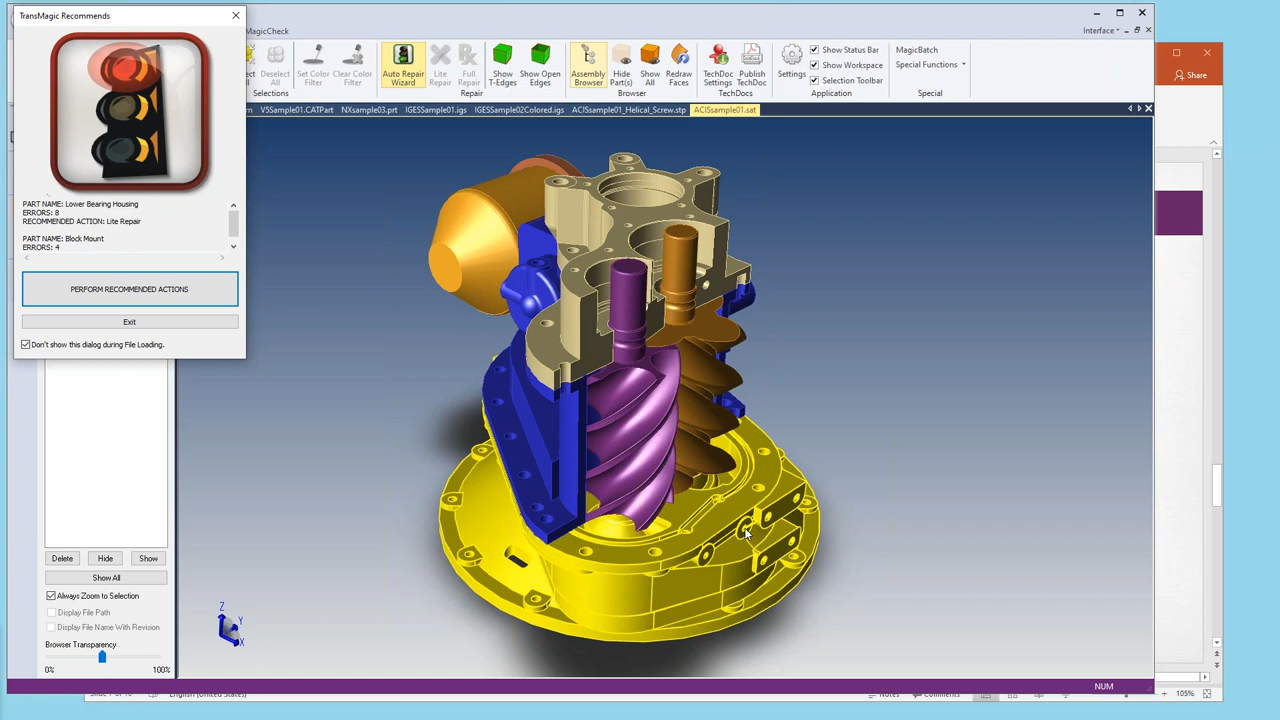 TransMagic Recommends
MagicCheck
Interface
Share
Deselect All
Set Color Filter
Clear Color Filter
Auto Repair Wizard
Lite Repair
Full Repair
Show T-Edges
Show Open Edges
Assembly Browser
Hide Part(s)
Show All
Redraw Faces
TechDoc Settings
Publish TechDoc
Settings
Show Status Bar
Show Workspace
Selection Toolbar
MagicBatch
Special Functions
Selections
Repair
Browser
TechDocs
Application
Special
V5Sample01.CATPart
NXsample03.prt
IGESSample01.igs
IGESSample02Colored.igs
ACISsample01_Helical_Screw.stp
ACISsample01.sat
PART NAME: Lower Bearing Housing
ERRORS: 8
RECOMMENDED ACTION: Lite Repair
PART NAME: Block Mount
ERRORS: 4
PERFORM RECOMMENDED ACTIONS
Exit
Don't show this dialog during File Loading.
Delete
Hide
Show
Show All
Always Zoom to Selection
Display File Path
Display File Name With Revision
Browser Transparency
0%
100%
Z
Y
X
NUM
English (United States)
Notes
Comments
105%